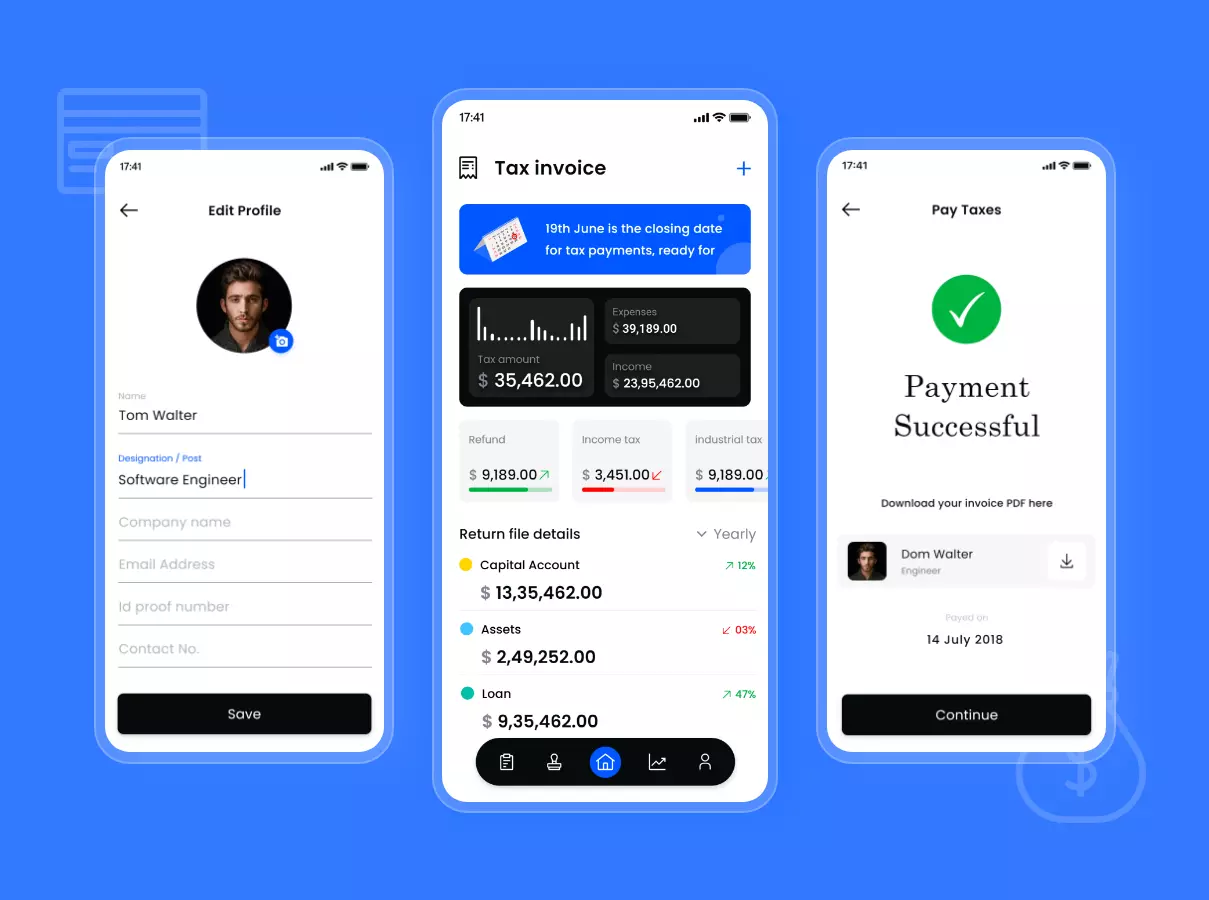 17:41
Edit Profile
Name
Tom Walter
Designation / Post
Software Engineer
Company name
Email Address
Id proof number
Contact No.
Save
17:41
Tax invoice
19th June is the closing date
for tax payments, ready for
Tax amount
$ 35,462.00
Expenses
$ 39,189.00
Income
$ 23,95,462.00
Refund
$ 9,189.00
Income tax
$ 3,451.00
industrial tax
$ 9,189.00
Return file details
Yearly
Capital Account
12%
$ 13,35,462.00
Assets
03%
$ 2,49,252.00
Loan
47%
$ 9,35,462.00
17:41
Pay Taxes
Payment
Successful
Download your invoice PDF here
Dom Walter
Engineer
Payed on
14 July 2018
Continue
$